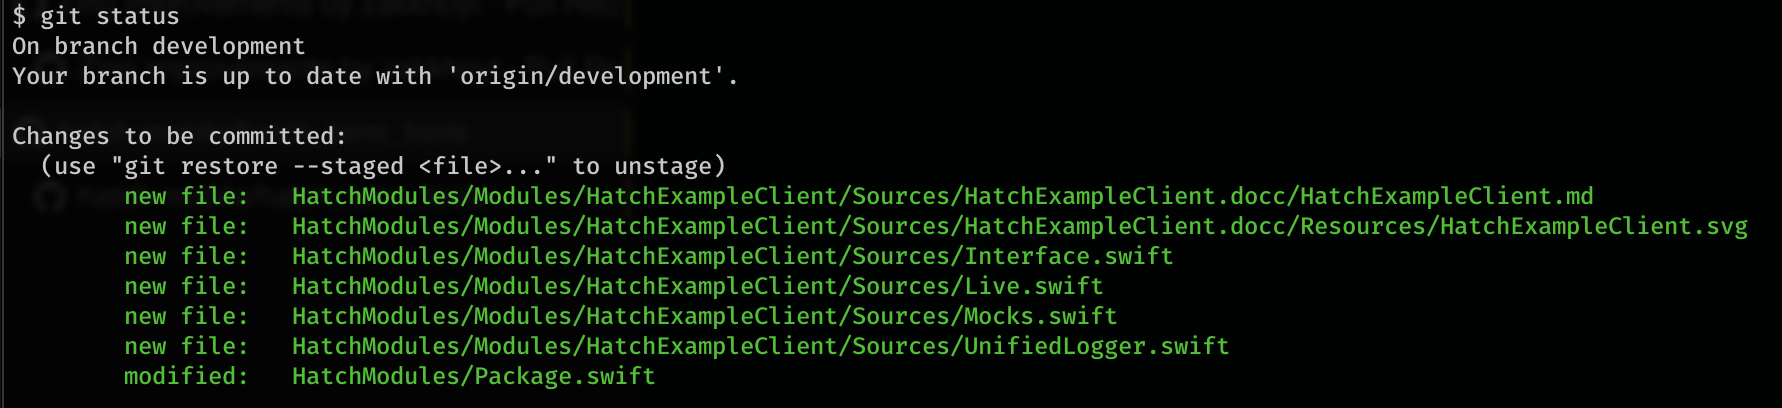 $ git status
On branch development
Your branch is up to date with 'origin/development'.
Changes to be committed:
  (use "git restore --staged <file>..." to unstage)
        new file:   HatchModules/Modules/HatchExampleClient/Sources/HatchExampleClient.docc/HatchExampleClient.md
        new file:   HatchModules/Modules/HatchExampleClient/Sources/HatchExampleClient.docc/Resources/HatchExampleClient.svg
        new file:   HatchModules/Modules/HatchExampleClient/Sources/Interface.swift
        new file:   HatchModules/Modules/HatchExampleClient/Sources/Live.swift
        new file:   HatchModules/Modules/HatchExampleClient/Sources/Mocks.swift
        new file:   HatchModules/Modules/HatchExampleClient/Sources/UnifiedLogger.swift
        modified:   HatchModules/Package.swift